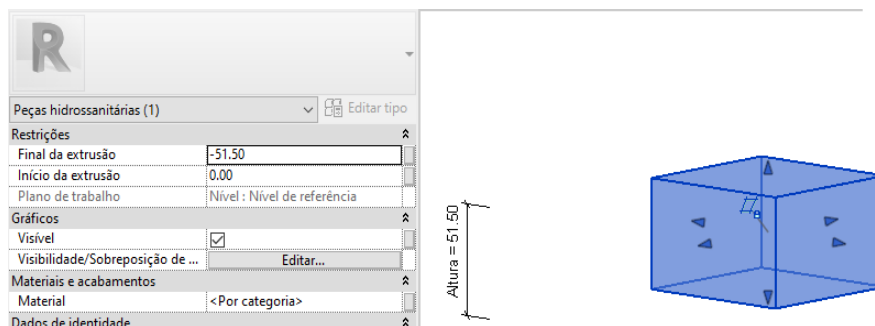 R
Peças hidrossanitárias (1)
Editar tipo
Restrições
Final da extrusão -51.50
Início da extrusão 0.00
Plano de trabalho Nível : Nível de referência
Gráficos
Visível
Visibilidade/Sobreposição de ... Editar...
Materiais e acabamentos
Material <Por categoria>
Dados de identidade
Altura = 51.50